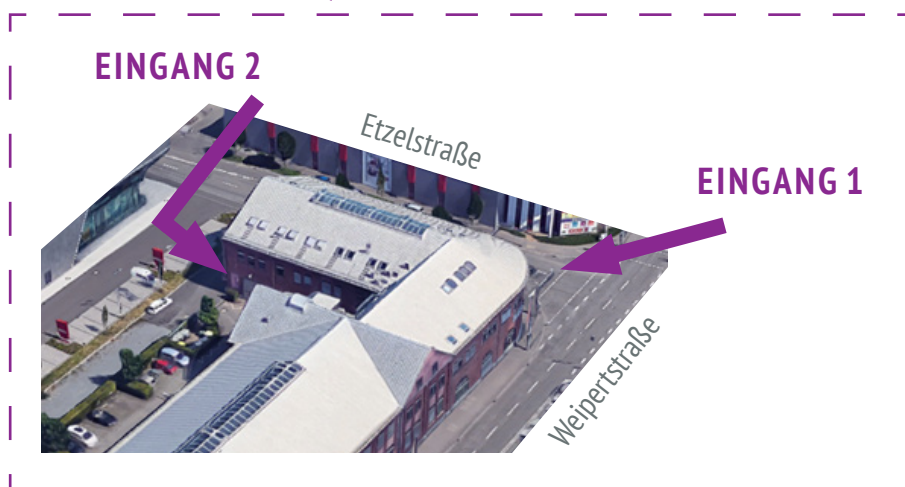 EINGANG 2
Etzelstraße
EINGANG 1
Weipertstraße